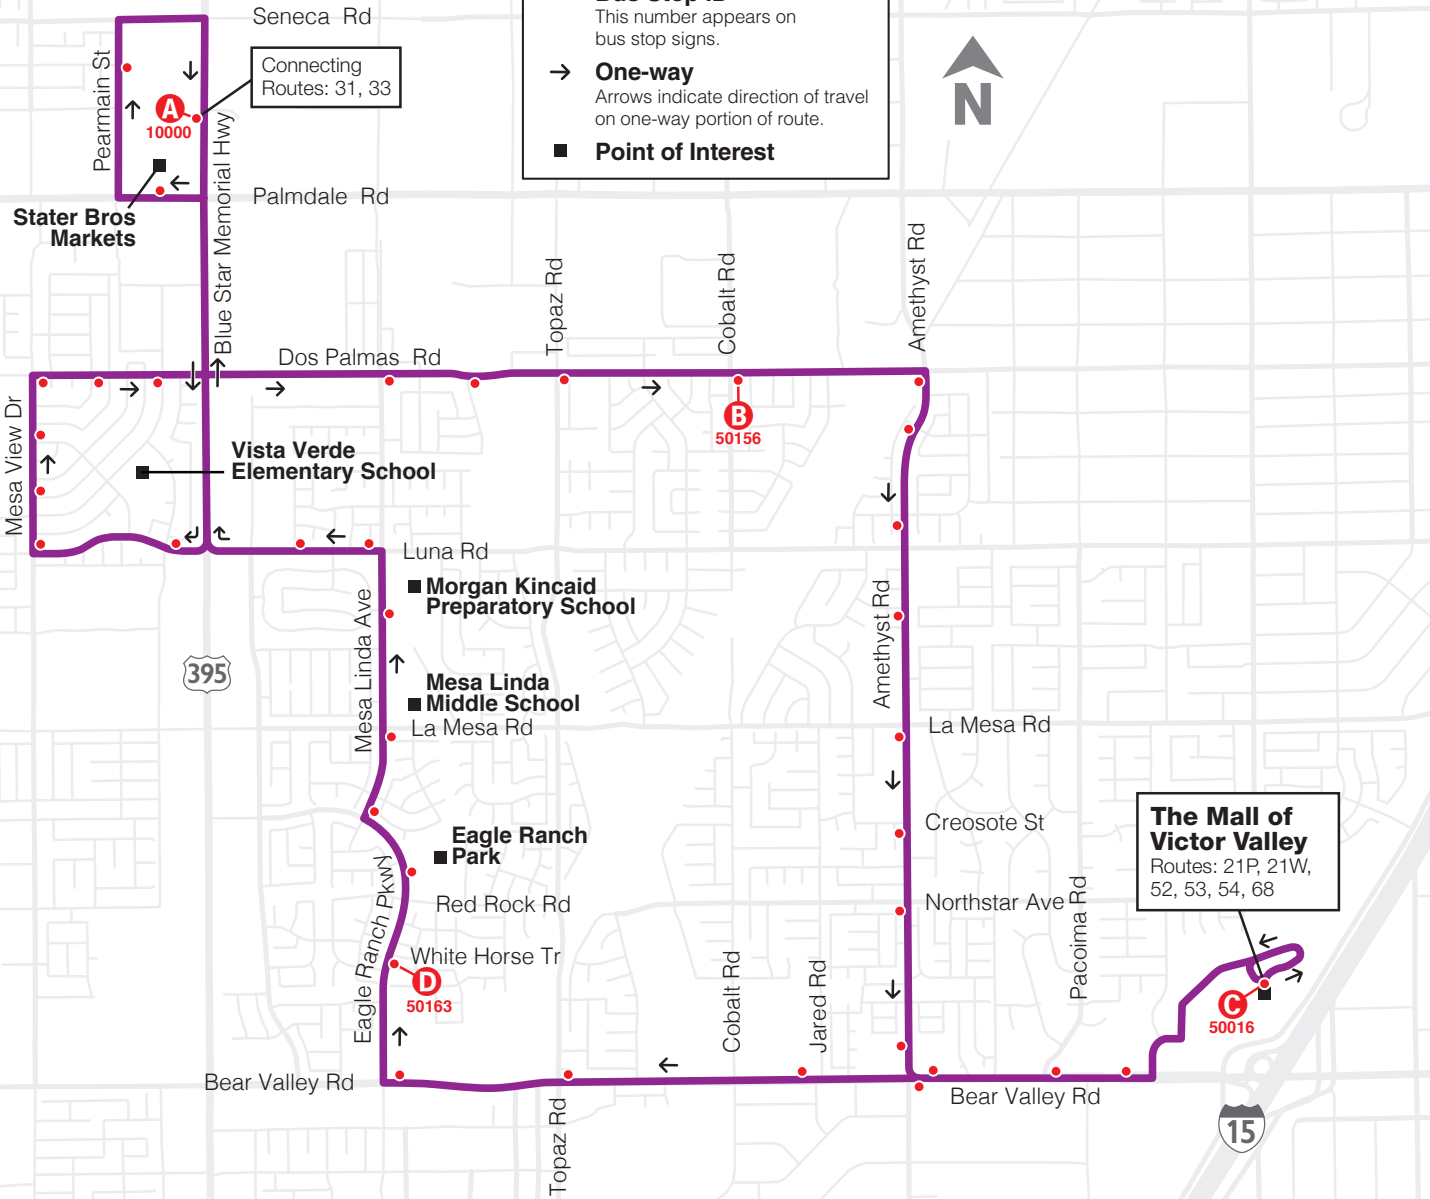 Seneca Rd
This number appears on
bus stop signs.
One-way
Arrows indicate direction of travel
on one-way portion of route.
Point of Interest
N
Connecting
Routes: 31, 33
Pearmain St
A
10000
Blue Star Memorial Hwy
Palmdale Rd
Stater Bros
Markets
Topaz Rd
Cobalt Rd
Amethyst Rd
Dos Palmas Rd
B
50156
Mesa View Dr
Vista Verde
Elementary School
Luna Rd
Morgan Kincaid
Preparatory School
Mesa Linda Ave
395
Mesa Linda
Middle School
La Mesa Rd
Amethyst Rd
La Mesa Rd
Creosote St
The Mall of
Victor Valley
Routes: 21P, 21W,
52, 53, 54, 68
Eagle Ranch
Park
Eagle Ranch Pkwy
Red Rock Rd
Northstar Ave
Pacoima Rd
White Horse Tr
D
50163
Cobalt Rd
Jared Rd
C
50016
Bear Valley Rd
Bear Valley Rd
Topaz Rd
15